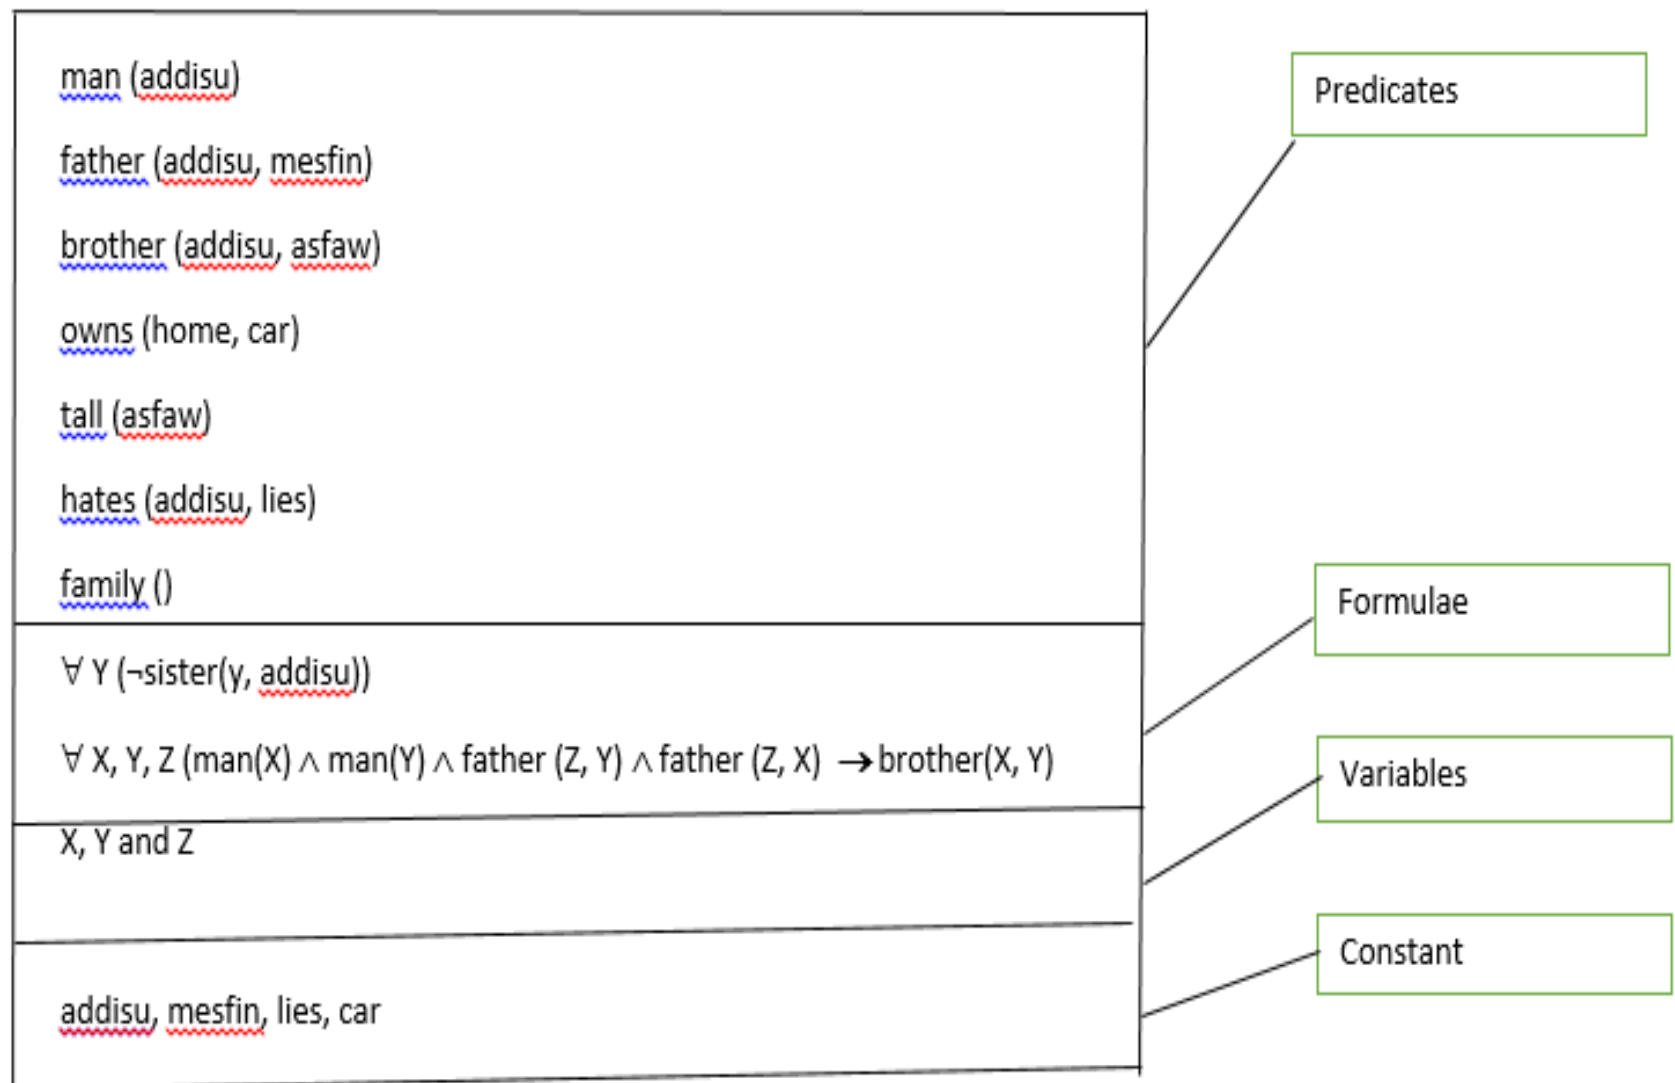 man (addisu)
Predicates
father (addisu, mesfin)
brother (addisu, asfaw)
owns (home, car)
tall (asfaw)
hates (addisu, lies)
family ()
Formulae
∀ Y (¬sister(y, addisu))
∀ X, Y, Z (man(X) ∧ man(Y) ∧ father (Z, Y) ∧ father (Z, X) → brother(X, Y)
Variables
X, Y and Z
Constant
addisu, mesfin, lies, car